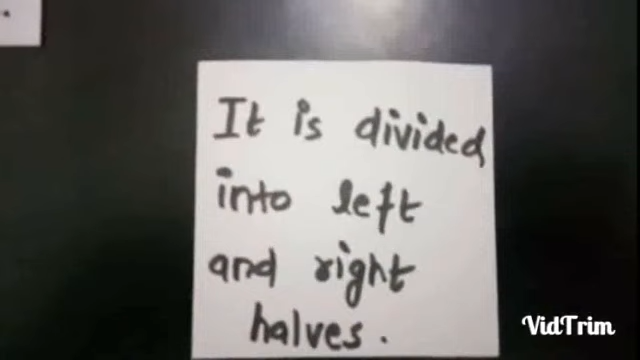 It is divided
into left
and right
halves.
VidTrim